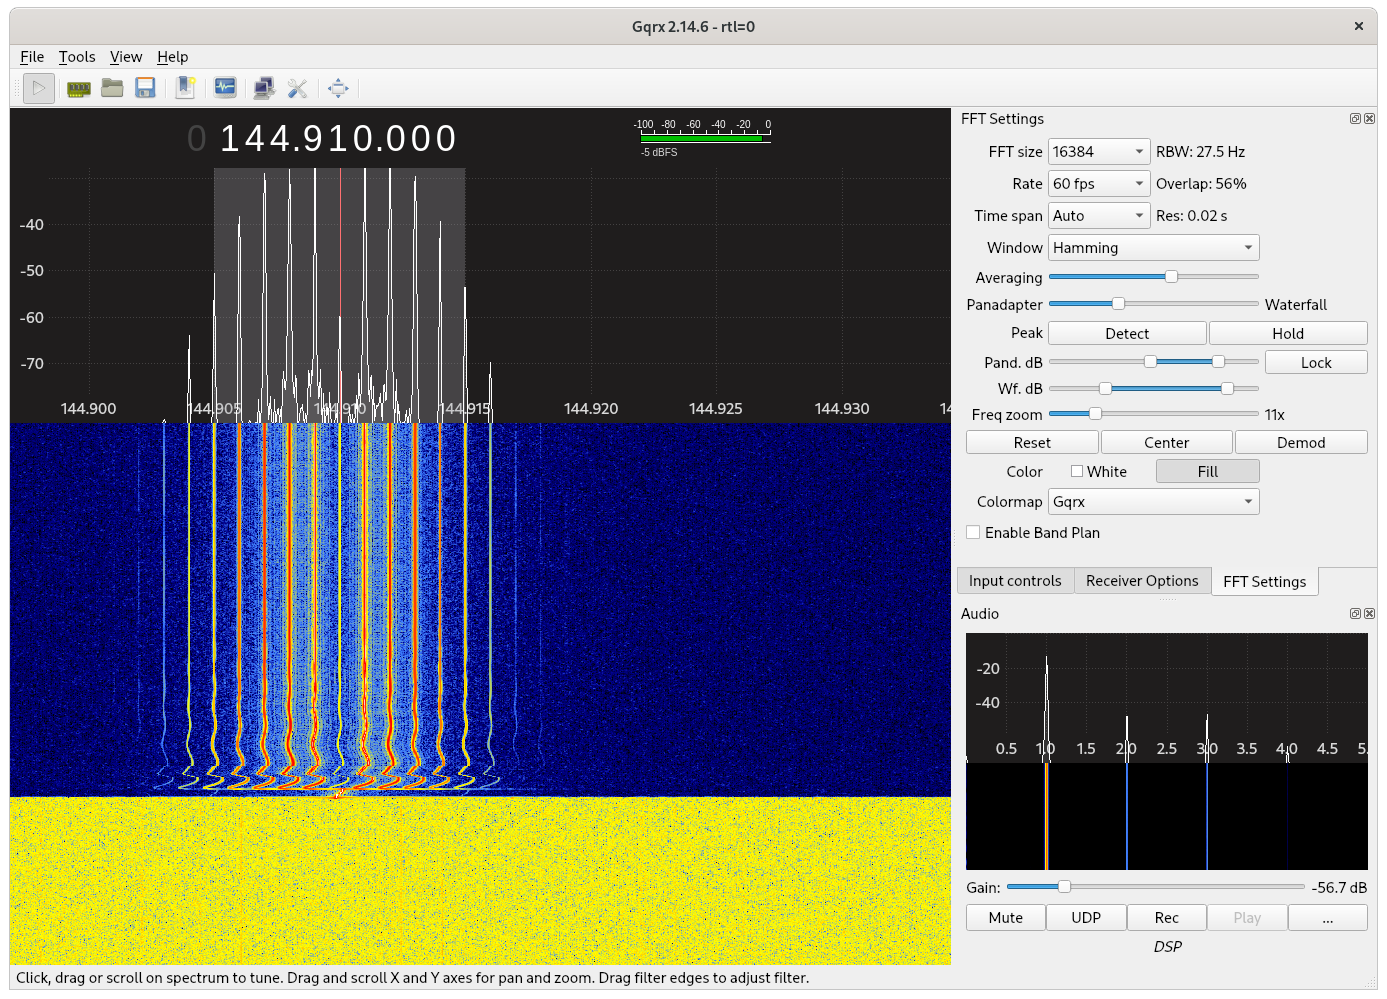 Gqrx 2.14.6 - rtl=0
File Tools View Help
0 144.910.000
-100 -80 -60 -40 -20 0
-5 dBFS
-40
-50
-60
-70
144.900 144.905 144.910 144.915 144.920 144.925 144.930 14
FFT Settings
FFT size 16384 RBW: 27.5 Hz
Rate 60 fps Overlap: 56%
Time span Auto Res: 0.02 s
Window Hamming
Averaging
Panadapter Waterfall
Peak Detect Hold
Pand. dB Lock
Wf. dB
Freq zoom 11x
Reset Center Demod
Color White Fill
Colormap Gqrx
Enable Band Plan
Input controls Receiver Options FFT Settings
Audio
-20
-40
0.5 1.0 1.5 2.0 2.5 3.0 3.5 4.0 4.5 5.
Gain: -56.7 dB
Mute UDP Rec Play ...
DSP
Click, drag or scroll on spectrum to tune. Drag and scroll X and Y axes for pan and zoom. Drag filter edges to adjust filter.